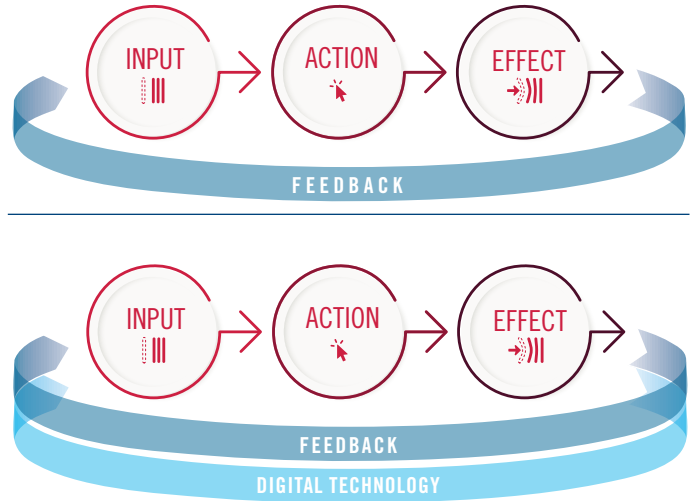 INPUT
ACTION
EFFECT
FEEDBACK
INPUT
ACTION
EFFECT
FEEDBACK
DIGITAL TECHNOLOGY